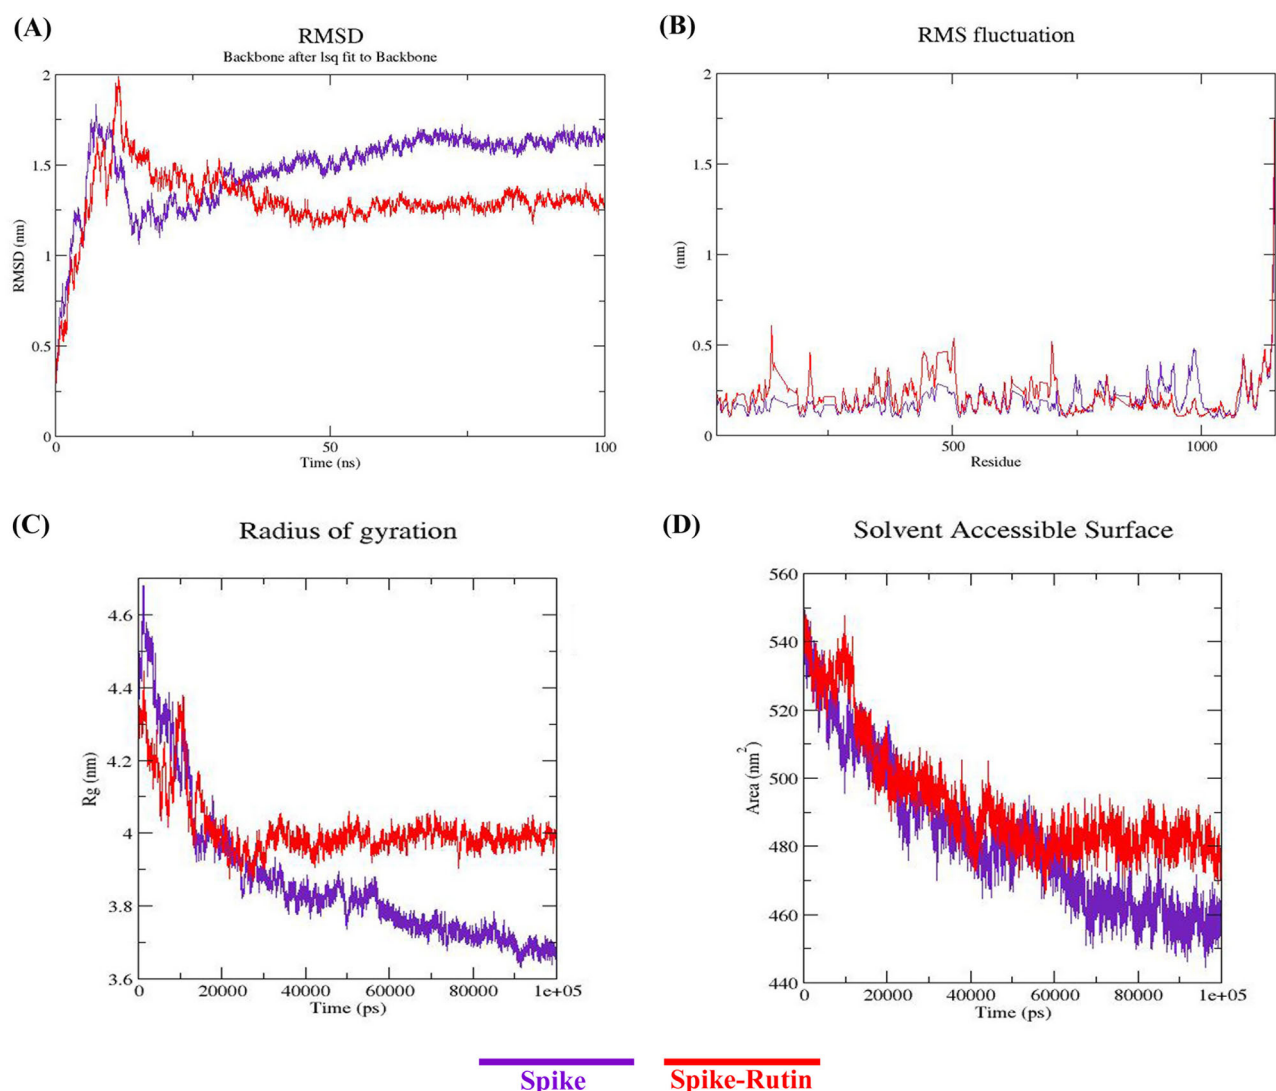 (A)
RMSD
Backbone after lsq fit to Backbone
RMSD (nm)
2
1.5
1
0.5
0
0
50
100
Time (ns)
(B)
RMS fluctuation
(nm)
2
1.5
1
0.5
0
500
1000
Residue
(C)
Radius of gyration
Rg (nm)
4.6
4.4
4.2
4
3.8
3.6
0
20000
40000
60000
80000
1e+05
Time (ps)
(D)
Solvent Accessible Surface
Area (nm²)
560
540
520
500
480
460
440
0
20000
40000
60000
80000
1e+05
Time (ps)
Spike
Spike-Rutin